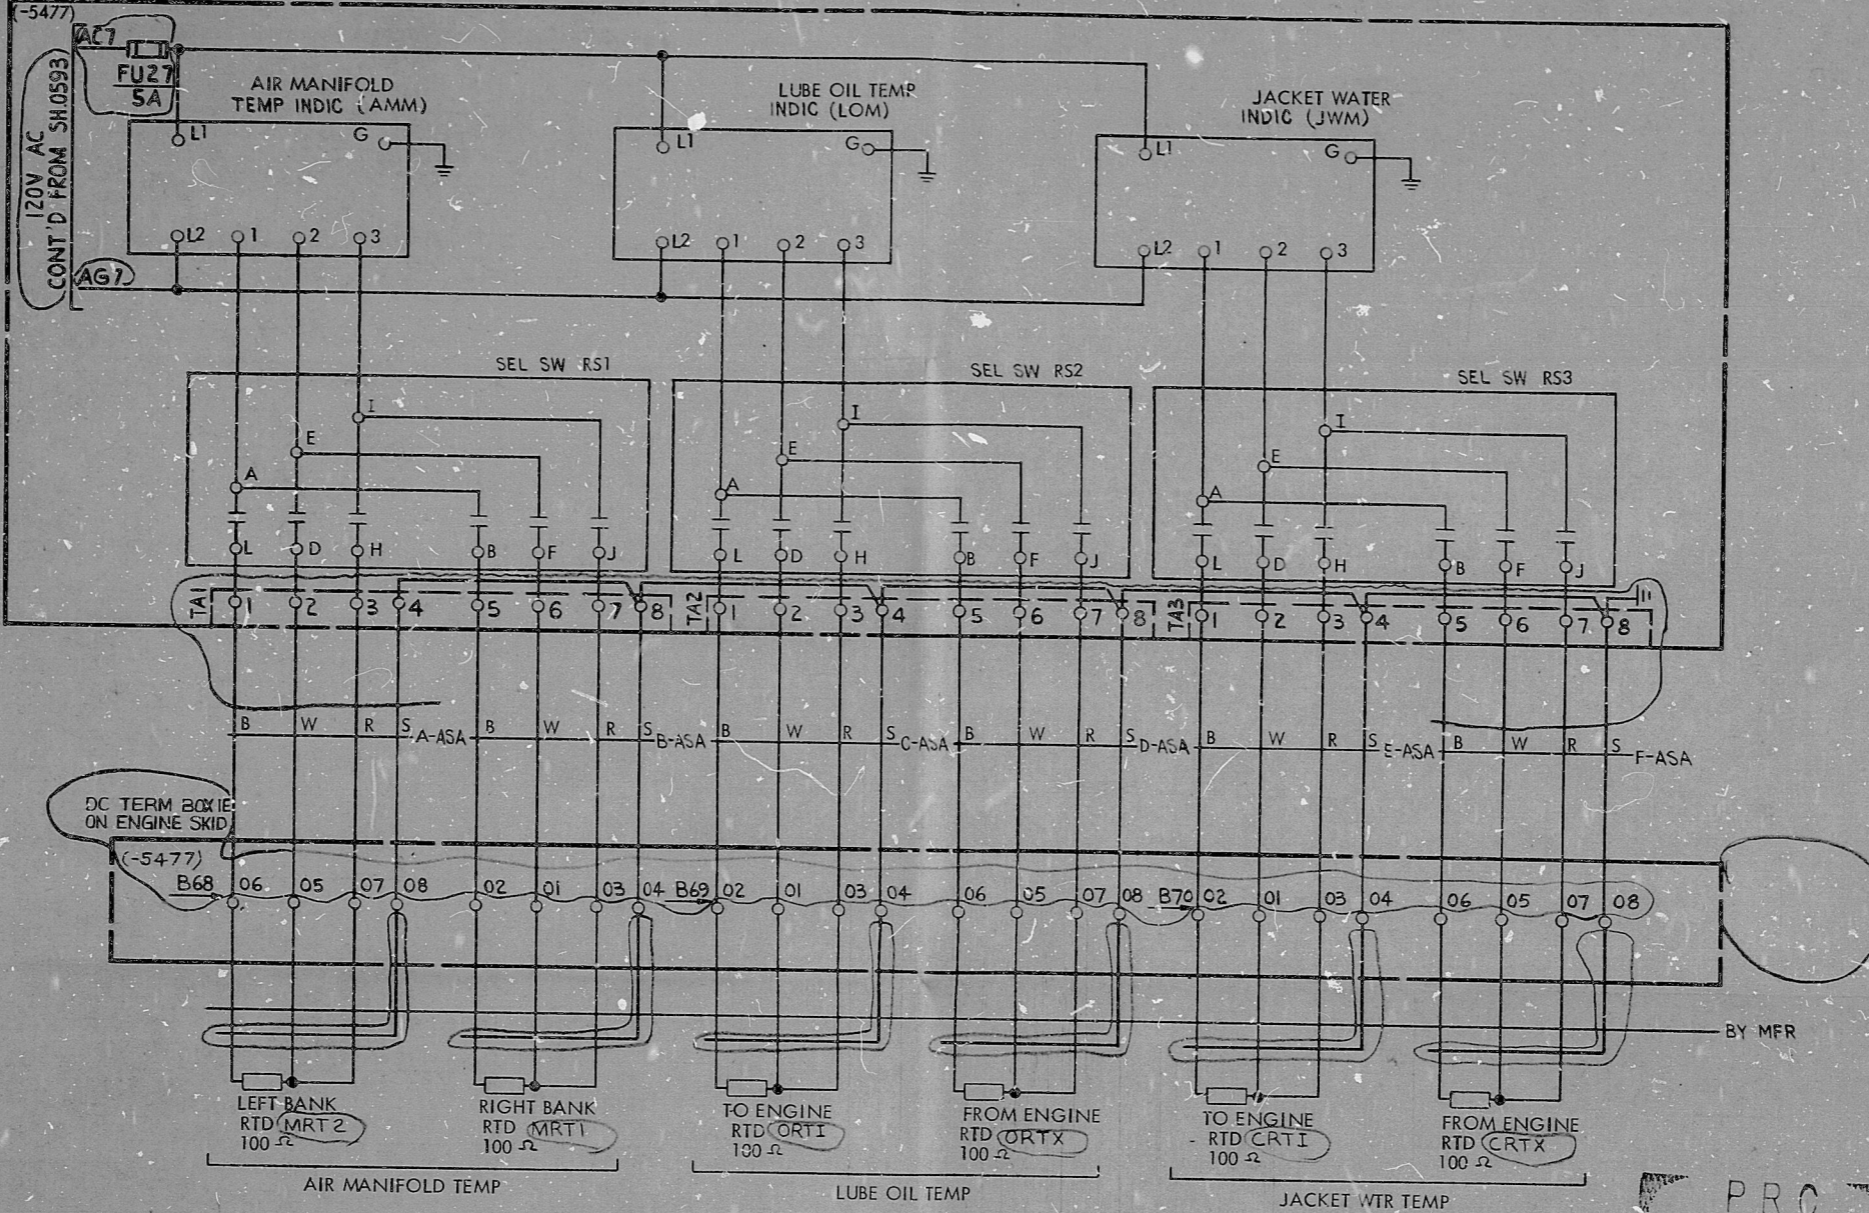 (-5477)
AC7
FU27
5A
120V AC
CONT'D FROM SH.0593
AG7
AIR MANIFOLD
TEMP INDIC (AMM)
L1 G
L2 1 2 3
LUBE OIL TEMP
INDIC (LOM)
L1 G
L2 1 2 3
JACKET WATER
INDIC (JWM)
L1 G
L2 1 2 3
SEL SW RS1
I
E
A
L D H B F J
SEL SW RS2
I
E
A
L D H B F J
SEL SW RS3
I
E
A
L D H B F J
TA1 1 2 3 4 5 6 7 8
TA2 1 2 3 4 5 6 7 8
TA3 1 2 3 4 5 6 7 8
B W R S A-ASA
B W R S B-ASA
B W R S C-ASA
B W R S D-ASA
B W R S E-ASA
B W R S F-ASA
DC TERM BOX IE
ON ENGINE SKID
(-5477)
B68 06 05 07 08 02 01 03 04
B69 02 01 03 04 06 05 07 08
B70 02 01 03 04 06 05 07 08
BY MFR
LEFT BANK
RTD MRT2
100 Ω
RIGHT BANK
RTD MRT1
100 Ω
AIR MANIFOLD TEMP
TO ENGINE
RTD ORTI
100 Ω
FROM ENGINE
RTD ORTX
100 Ω
LUBE OIL TEMP
TO ENGINE
RTD CRTI
100 Ω
FROM ENGINE
RTD CRTX
100 Ω
JACKET WTR TEMP